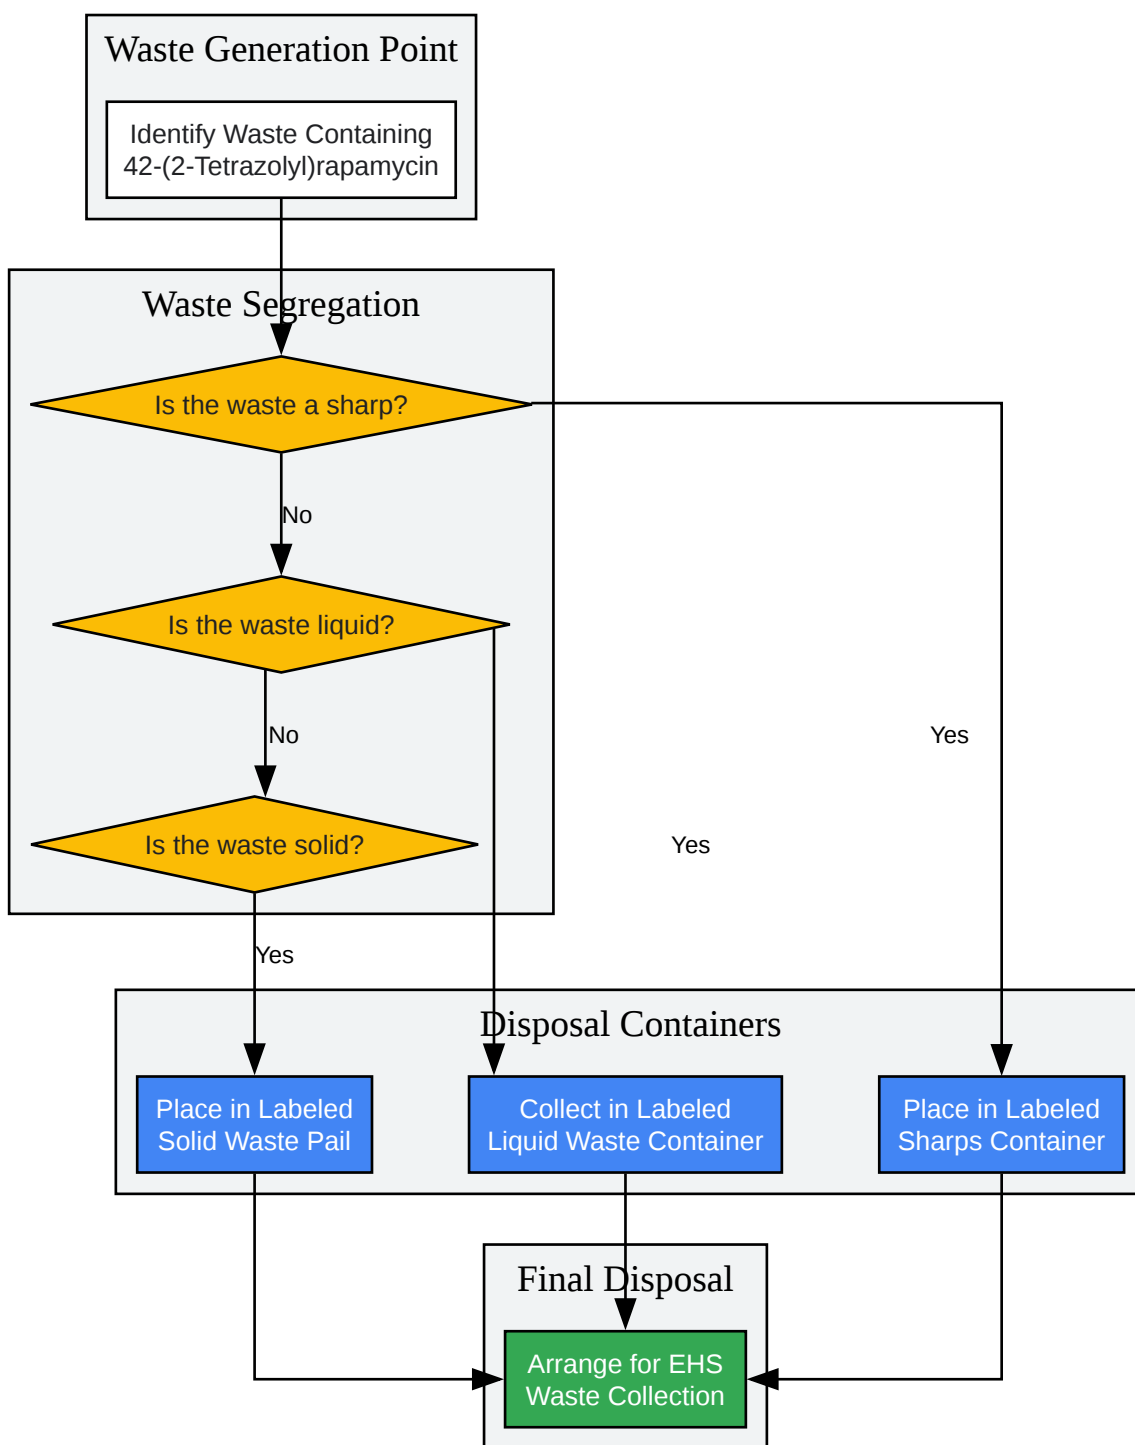 Waste Generation Point
Identify Waste Containing
42-(2-Tetrazolyl)rapamycin
Waste Segregation
Is the waste a sharp?
No
Is the waste liquid?
No
Yes
Is the waste solid?
Yes
Yes
Disposal Containers
Place in Labeled
Solid Waste Pail
Collect in Labeled
Liquid Waste Container
Place in Labeled
Sharps Container
Final Disposal
Arrange for EHS
Waste Collection